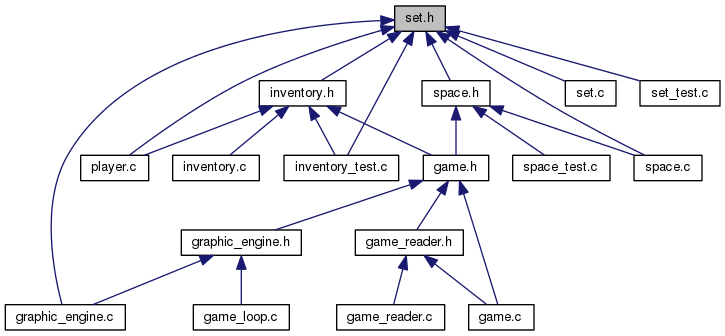 set.h
inventory.h
space.h
set.c
set_test.c
player.c
inventory.c
inventory_test.c
game.h
space_test.c
space.c
graphic_engine.h
game_reader.h
graphic_engine.c
game_loop.c
game_reader.c
game.c